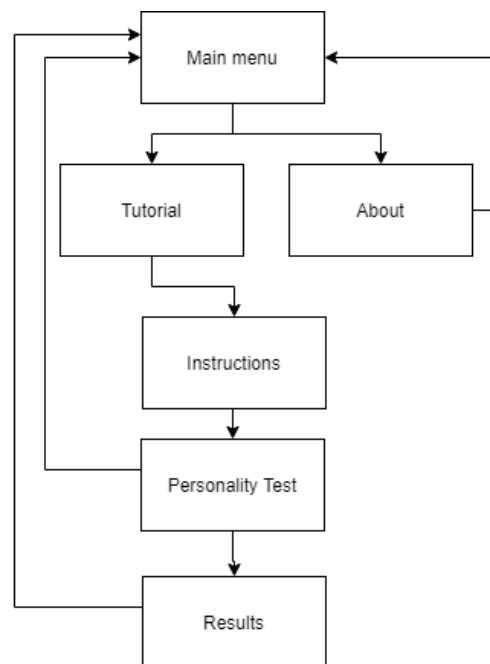 Main menu
Tutorial
About
Instructions
Personality Test
Results